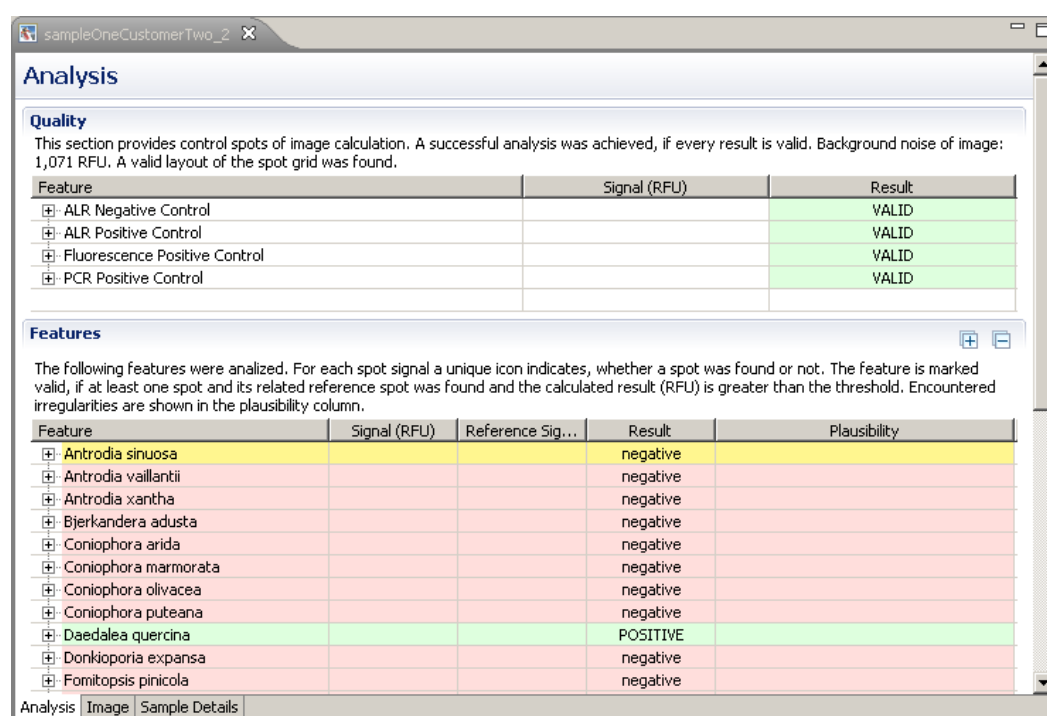 sampleOneCustomerTwo_2
Analysis
Quality
This section provides control spots of image calculation. A successful analysis was achieved, if every result is valid. Background noise of image:
1,071 RFU. A valid layout of the spot grid was found.
Feature Signal (RFU) Result
ALR Negative Control VALID
ALR Positive Control VALID
Fluorescence Positive Control VALID
PCR Positive Control VALID
Features
The following features were analized. For each spot signal a unique icon indicates, whether a spot was found or not. The feature is marked
valid, if at least one spot and its related reference spot was found and the calculated result (RFU) is greater than the threshold. Encountered
irregularities are shown in the plausibility column.
Feature Signal (RFU) Reference Sig... Result Plausibility
Antrodia sinuosa negative
Antrodia vaillantii negative
Antrodia xantha negative
Bjerkandera adusta negative
Coniophora arida negative
Coniophora marmorata negative
Coniophora olivacea negative
Coniophora puteana negative
Daedalea quercina POSITIVE
Donkioporia expansa negative
Fomitopsis pinicola negative
Analysis Image Sample Details